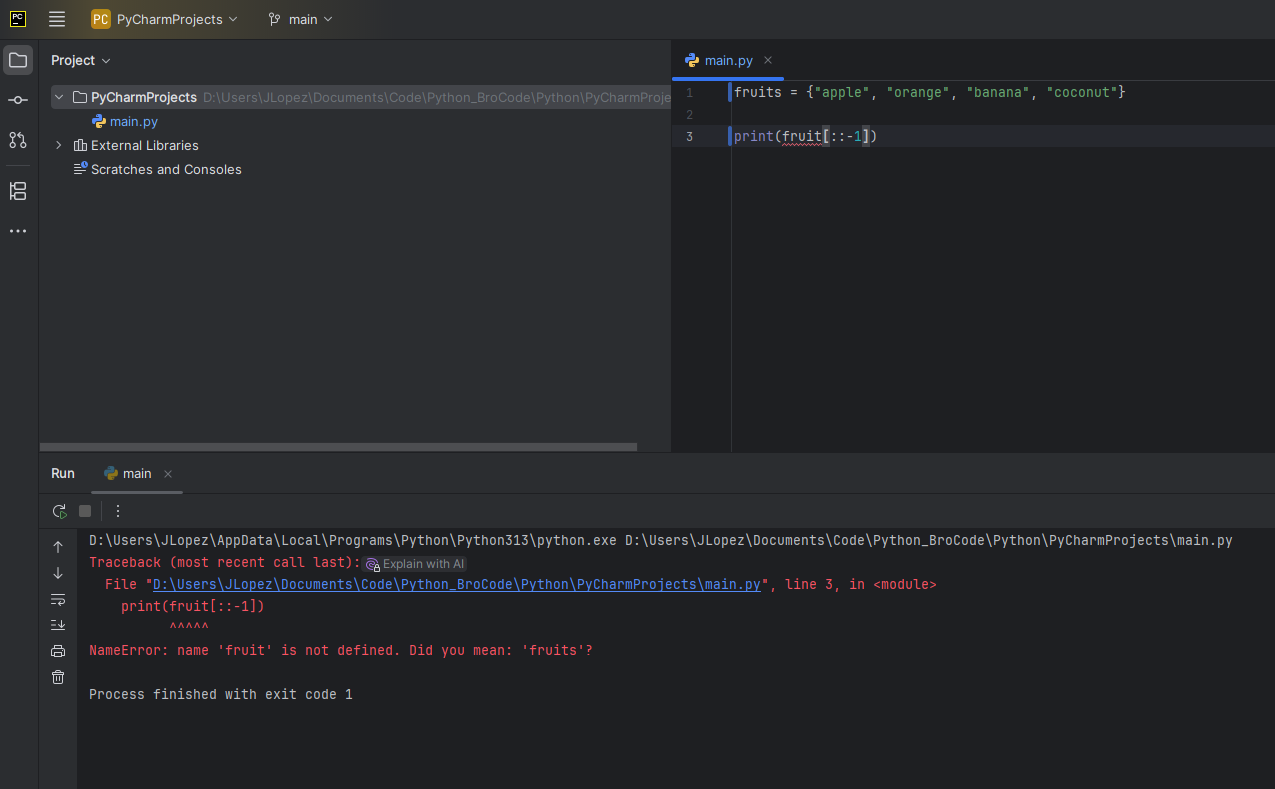 PC PC PyCharmProjects main
Project
PyCharmProjects D:\Users\JLopez\Documents\Code\Python_BroCode\Python\PyCharmProje
main.py
External Libraries
Scratches and Consoles
main.py
1 fruits = {"apple", "orange", "banana", "coconut"}
2
3 print(fruit[::-1])
Run main
D:\Users\JLopez\AppData\Local\Programs\Python\Python313\python.exe D:\Users\JLopez\Documents\Code\Python_BroCode\Python\PyCharmProjects\main.py
Traceback (most recent call last): Explain with AI
File "D:\Users\JLopez\Documents\Code\Python_BroCode\Python\PyCharmProjects\main.py", line 3, in <module>
print(fruit[::-1])
^^^^^
NameError: name 'fruit' is not defined. Did you mean: 'fruits'?
Process finished with exit code 1